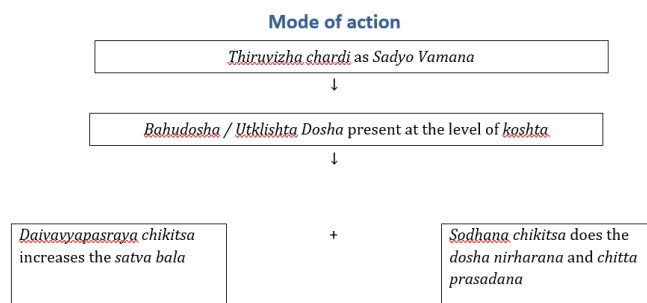 Mode of action
Thiruvizha chardi as Sadyo Vamana
↓
Bahudosha / Utklishta Dosha present at the level of koshta
↓
Daivavyapasraya chikitsa
increases the satva bala
+
Sodhana chikitsa does the
dosha nirharana and chitta
prasadana